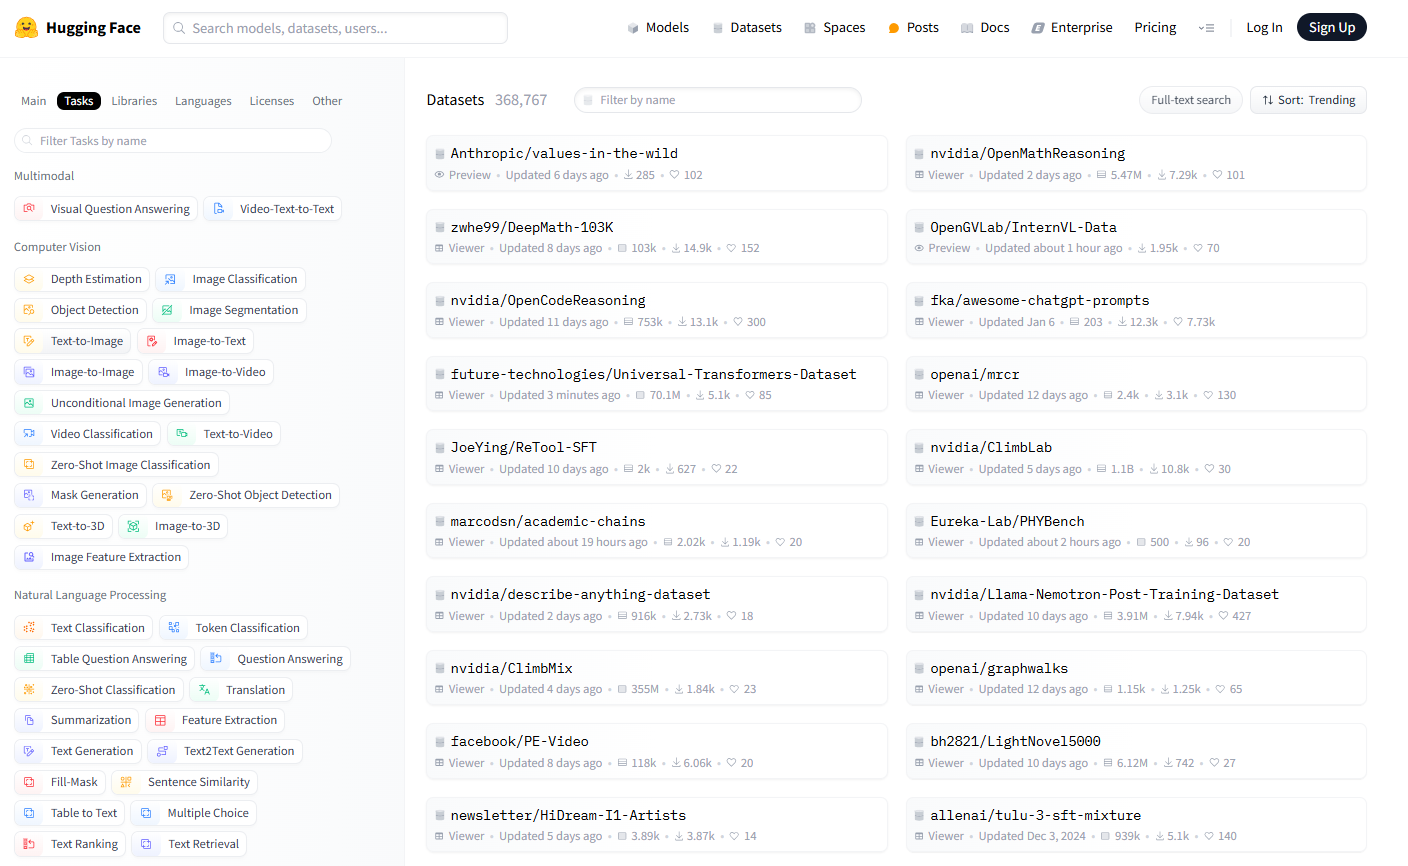 Hugging Face
Search models, datasets, users...
Models
Datasets
Spaces
Posts
Docs
Enterprise
Pricing
Log In
Sign Up
Main Tasks Libraries Languages Licenses Other
Filter Tasks by name
Multimodal
Visual Question Answering Video-Text-to-Text
Computer Vision
Depth Estimation Image Classification
Object Detection Image Segmentation
Text-to-Image Image-to-Text
Image-to-Image Image-to-Video
Unconditional Image Generation
Video Classification Text-to-Video
Zero-Shot Image Classification
Mask Generation Zero-Shot Object Detection
Text-to-3D Image-to-3D
Image Feature Extraction
Natural Language Processing
Text Classification Token Classification
Table Question Answering Question Answering
Zero-Shot Classification Translation
Summarization Feature Extraction
Text Generation Text2Text Generation
Fill-Mask Sentence Similarity
Table to Text Multiple Choice
Text Ranking Text Retrieval
Datasets 368,767
Filter by name
Full-text search
Sort: Trending
Anthropic/values-in-the-wild
Preview • Updated 6 days ago • 285 • 102
nvidia/OpenMathReasoning
Viewer • Updated 2 days ago • 5.47M • 7.29k • 101
zwhe99/DeepMath-103K
Viewer • Updated 8 days ago • 103k • 14.9k • 152
OpenGVLab/InternVL-Data
Preview • Updated about 1 hour ago • 1.95k • 70
nvidia/OpenCodeReasoning
Viewer • Updated 11 days ago • 753k • 13.1k • 300
fka/awesome-chatgpt-prompts
Viewer • Updated Jan 6 • 203 • 12.3k • 7.73k
future-technologies/Universal-Transformers-Dataset
Viewer • Updated 3 minutes ago • 70.1M • 5.1k • 85
openai/mrcr
Viewer • Updated 12 days ago • 2.4k • 3.1k • 130
JoeYing/ReTool-SFT
Viewer • Updated 10 days ago • 2k • 627 • 22
nvidia/ClimbLab
Viewer • Updated 5 days ago • 1.1B • 10.8k • 30
marcodsn/academic-chains
Viewer • Updated about 19 hours ago • 2.02k • 1.19k • 20
Eureka-Lab/PHYBench
Viewer • Updated about 2 hours ago • 500 • 96 • 20
nvidia/describe-anything-dataset
Viewer • Updated 2 days ago • 916k • 2.73k • 18
nvidia/Llama-Nemotron-Post-Training-Dataset
Viewer • Updated 10 days ago • 3.91M • 7.94k • 427
nvidia/ClimbMix
Viewer • Updated 4 days ago • 355M • 1.84k • 23
openai/graphwalks
Viewer • Updated 12 days ago • 1.15k • 1.25k • 65
facebook/PE-Video
Viewer • Updated 8 days ago • 118k • 6.06k • 20
bh2821/LightNovel5000
Viewer • Updated 10 days ago • 6.12M • 742 • 27
newsletter/HiDream-I1-Artists
Viewer • Updated 5 days ago • 3.89k • 3.87k • 14
allenai/tulu-3-sft-mixture
Viewer • Updated Dec 3, 2024 • 939k • 5.1k • 140